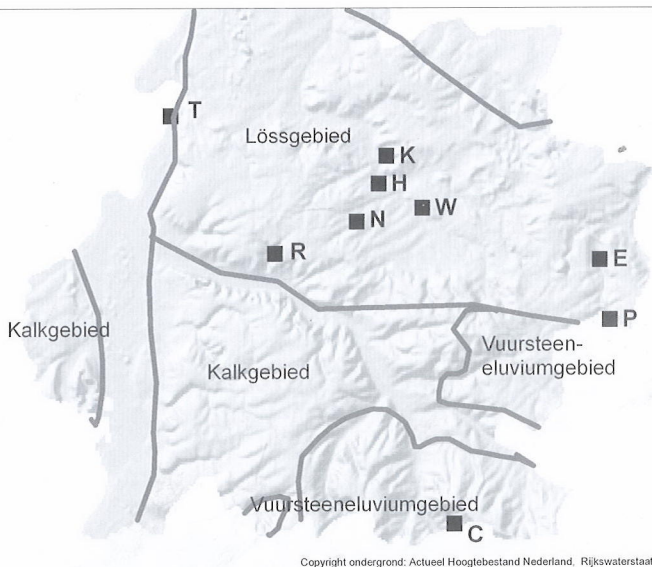 T
Lössgebied
K
H
W
N
R
E
P
Kalkgebied
Kalkgebied
Vuursteen-
eluviumgebied
Vuursteeneluviumgebied
C
Copyright ondergrond: Actueel Hoogtebestand Nederland, Rijkswaterstaat